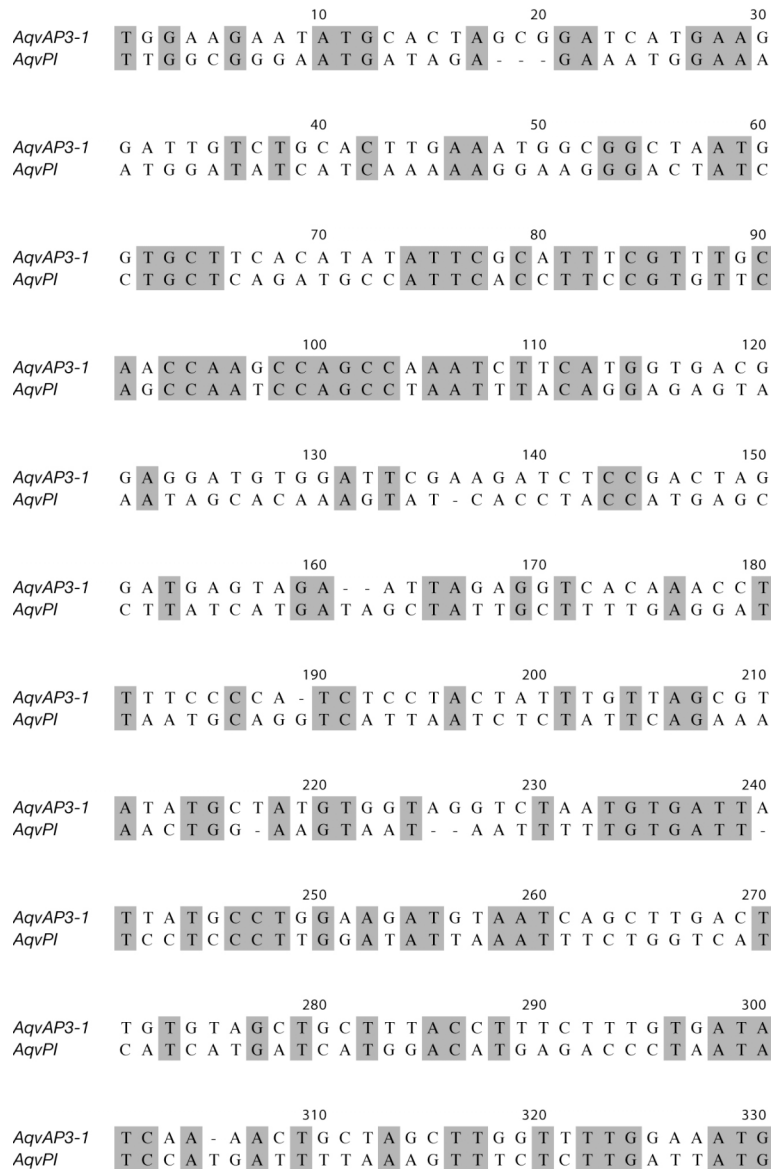 10 20 30
AqvAP3-1 T G G A A G A A T A T G C A C T A G C G G A T C A T G A A G
AqvPI T T G G C G G G A A T G A T A G A - - - G A A A T G G A A A
40 50 60
AqvAP3-1 G A T T G T C T G C A C T T G A A A T G G C G G C T A A T G
AqvPI A T G G A T A T C A T C A A A A A G G A A G G G A C T A T C
70 80 90
AqvAP3-1 G T G C T T C A C A T A T A T T C G C A T T T C G T T T G C
AqvPI C T G C T C A G A T G C C A T T C A C C T T C C G T G T T C
100 110 120
AqvAP3-1 A A C C A A G C C A G C C A A A T C T T C A T G G T G A C G
AqvPI A G C C A A T C C A G C C T A A T T T A C A G G A G A G T A
130 140 150
AqvAP3-1 G A G G A T G T G G A T T C G A A G A T C T C C G A C T A G
AqvPI A A T A G C A C A A A G T A T - C A C C T A C C A T G A G C
160 170 180
AqvAP3-1 G A T G A G T A G A - - A T T A G A G G T C A C A A A C C T
AqvPI C T T A T C A T G A T A G C T A T T G C T T T T G A G G A T
190 200 210
AqvAP3-1 T T T C C C C A - T C T C C T A C T A T T T G T T A G C G T
AqvPI T A A T G C A G G T C A T T A A T C T C T A T T C A G A A A
220 230 240
AqvAP3-1 A T A T G C T A T G T G G T A G G T C T A A T G T G A T T A
AqvPI A A C T G G - A A G T A A T - - A A T T T T T G T G A T T -
250 260 270
AqvAP3-1 T T A T G C C T G G A A G A T G T A A T C A G C T T G A C T
AqvPI T C C T C C C T T G G A T A T T A A A T T T C T G G T C A T
280 290 300
AqvAP3-1 T G T G T A G C T G C T T T A C C T T T C T T T G T G A T A
AqvPI C A T C A T G A T C A T G G A C A T G A G A C C C T A A T A
310 320 330
AqvAP3-1 T C A A - A A C T G C T A G C T T G G T T T T G G A A A T G
AqvPI T C C A T G A T T T T A A A G T T T C T C T T G A T T A T G